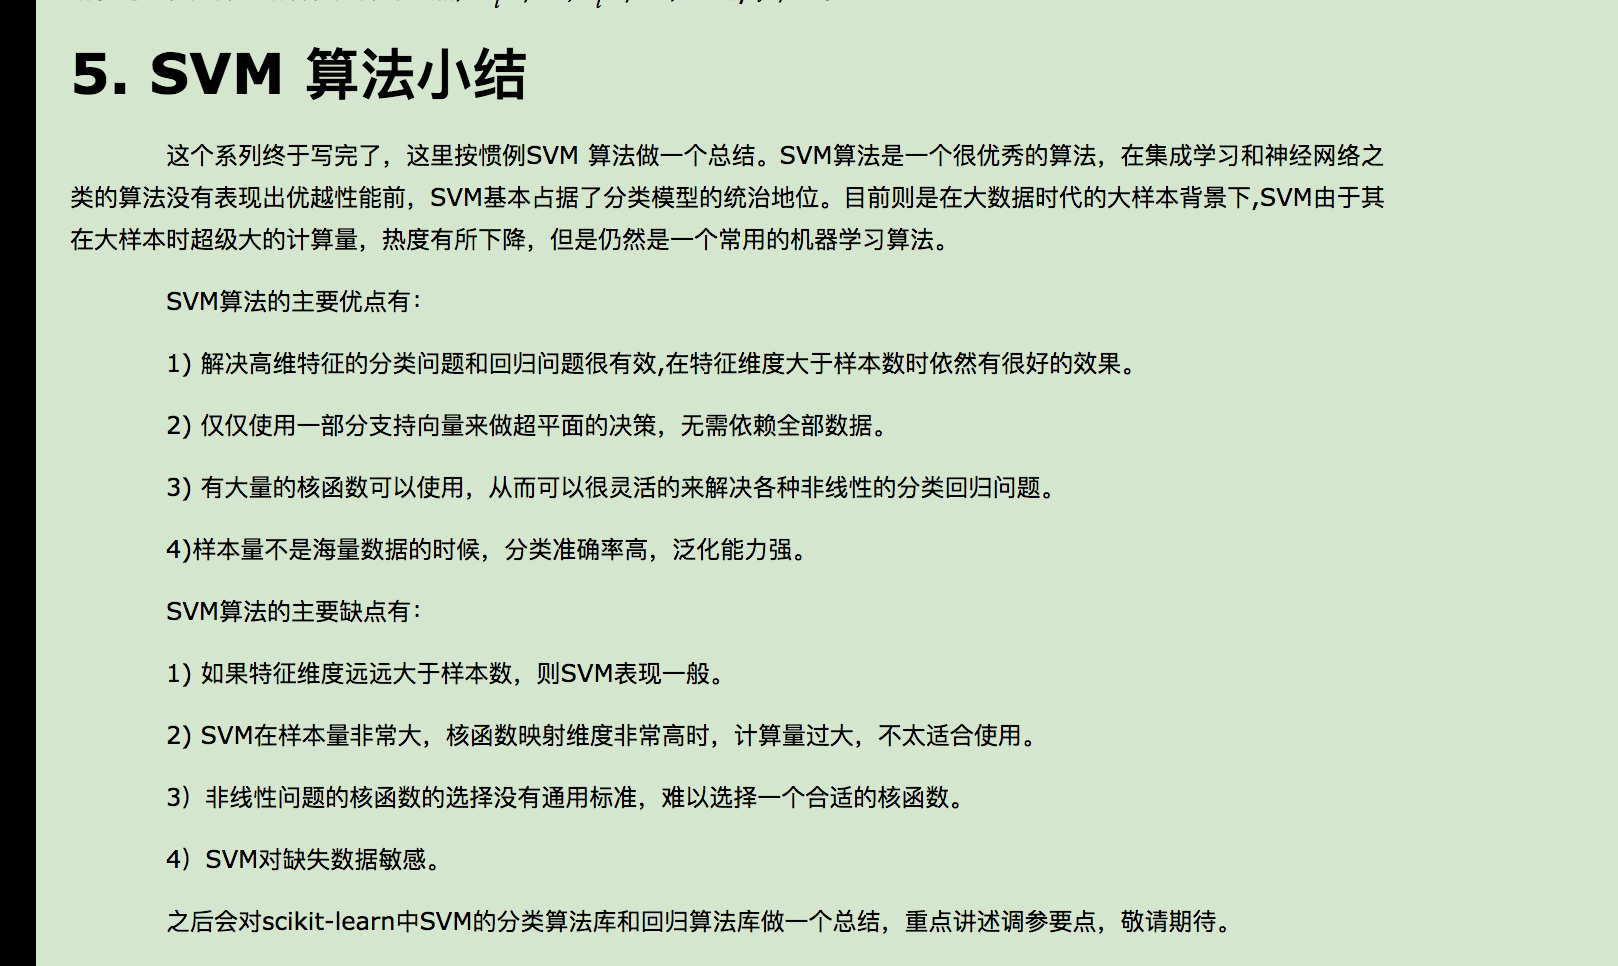 5. SVM 算法小结
这个系列终于写完了，这里按惯例SVM 算法做一个总结。SVM算法是一个很优秀的算法，在集成学习和神经网络之
类的算法没有表现出优越性能前，SVM基本占据了分类模型的统治地位。目前则是在大数据时代的大样本背景下,SVM由于其
在大样本时超级大的计算量，热度有所下降，但是仍然是一个常用的机器学习算法。
SVM算法的主要优点有：
1) 解决高维特征的分类问题和回归问题很有效,在特征维度大于样本数时依然有很好的效果。
2) 仅仅使用一部分支持向量来做超平面的决策，无需依赖全部数据。
3) 有大量的核函数可以使用，从而可以很灵活的来解决各种非线性的分类回归问题。
4)样本量不是海量数据的时候，分类准确率高，泛化能力强。
SVM算法的主要缺点有：
1) 如果特征维度远远大于样本数，则SVM表现一般。
2) SVM在样本量非常大，核函数映射维度非常高时，计算量过大，不太适合使用。
3）非线性问题的核函数的选择没有通用标准，难以选择一个合适的核函数。
4）SVM对缺失数据敏感。
之后会对scikit-learn中SVM的分类算法库和回归算法库做一个总结，重点讲述调参要点，敬请期待。